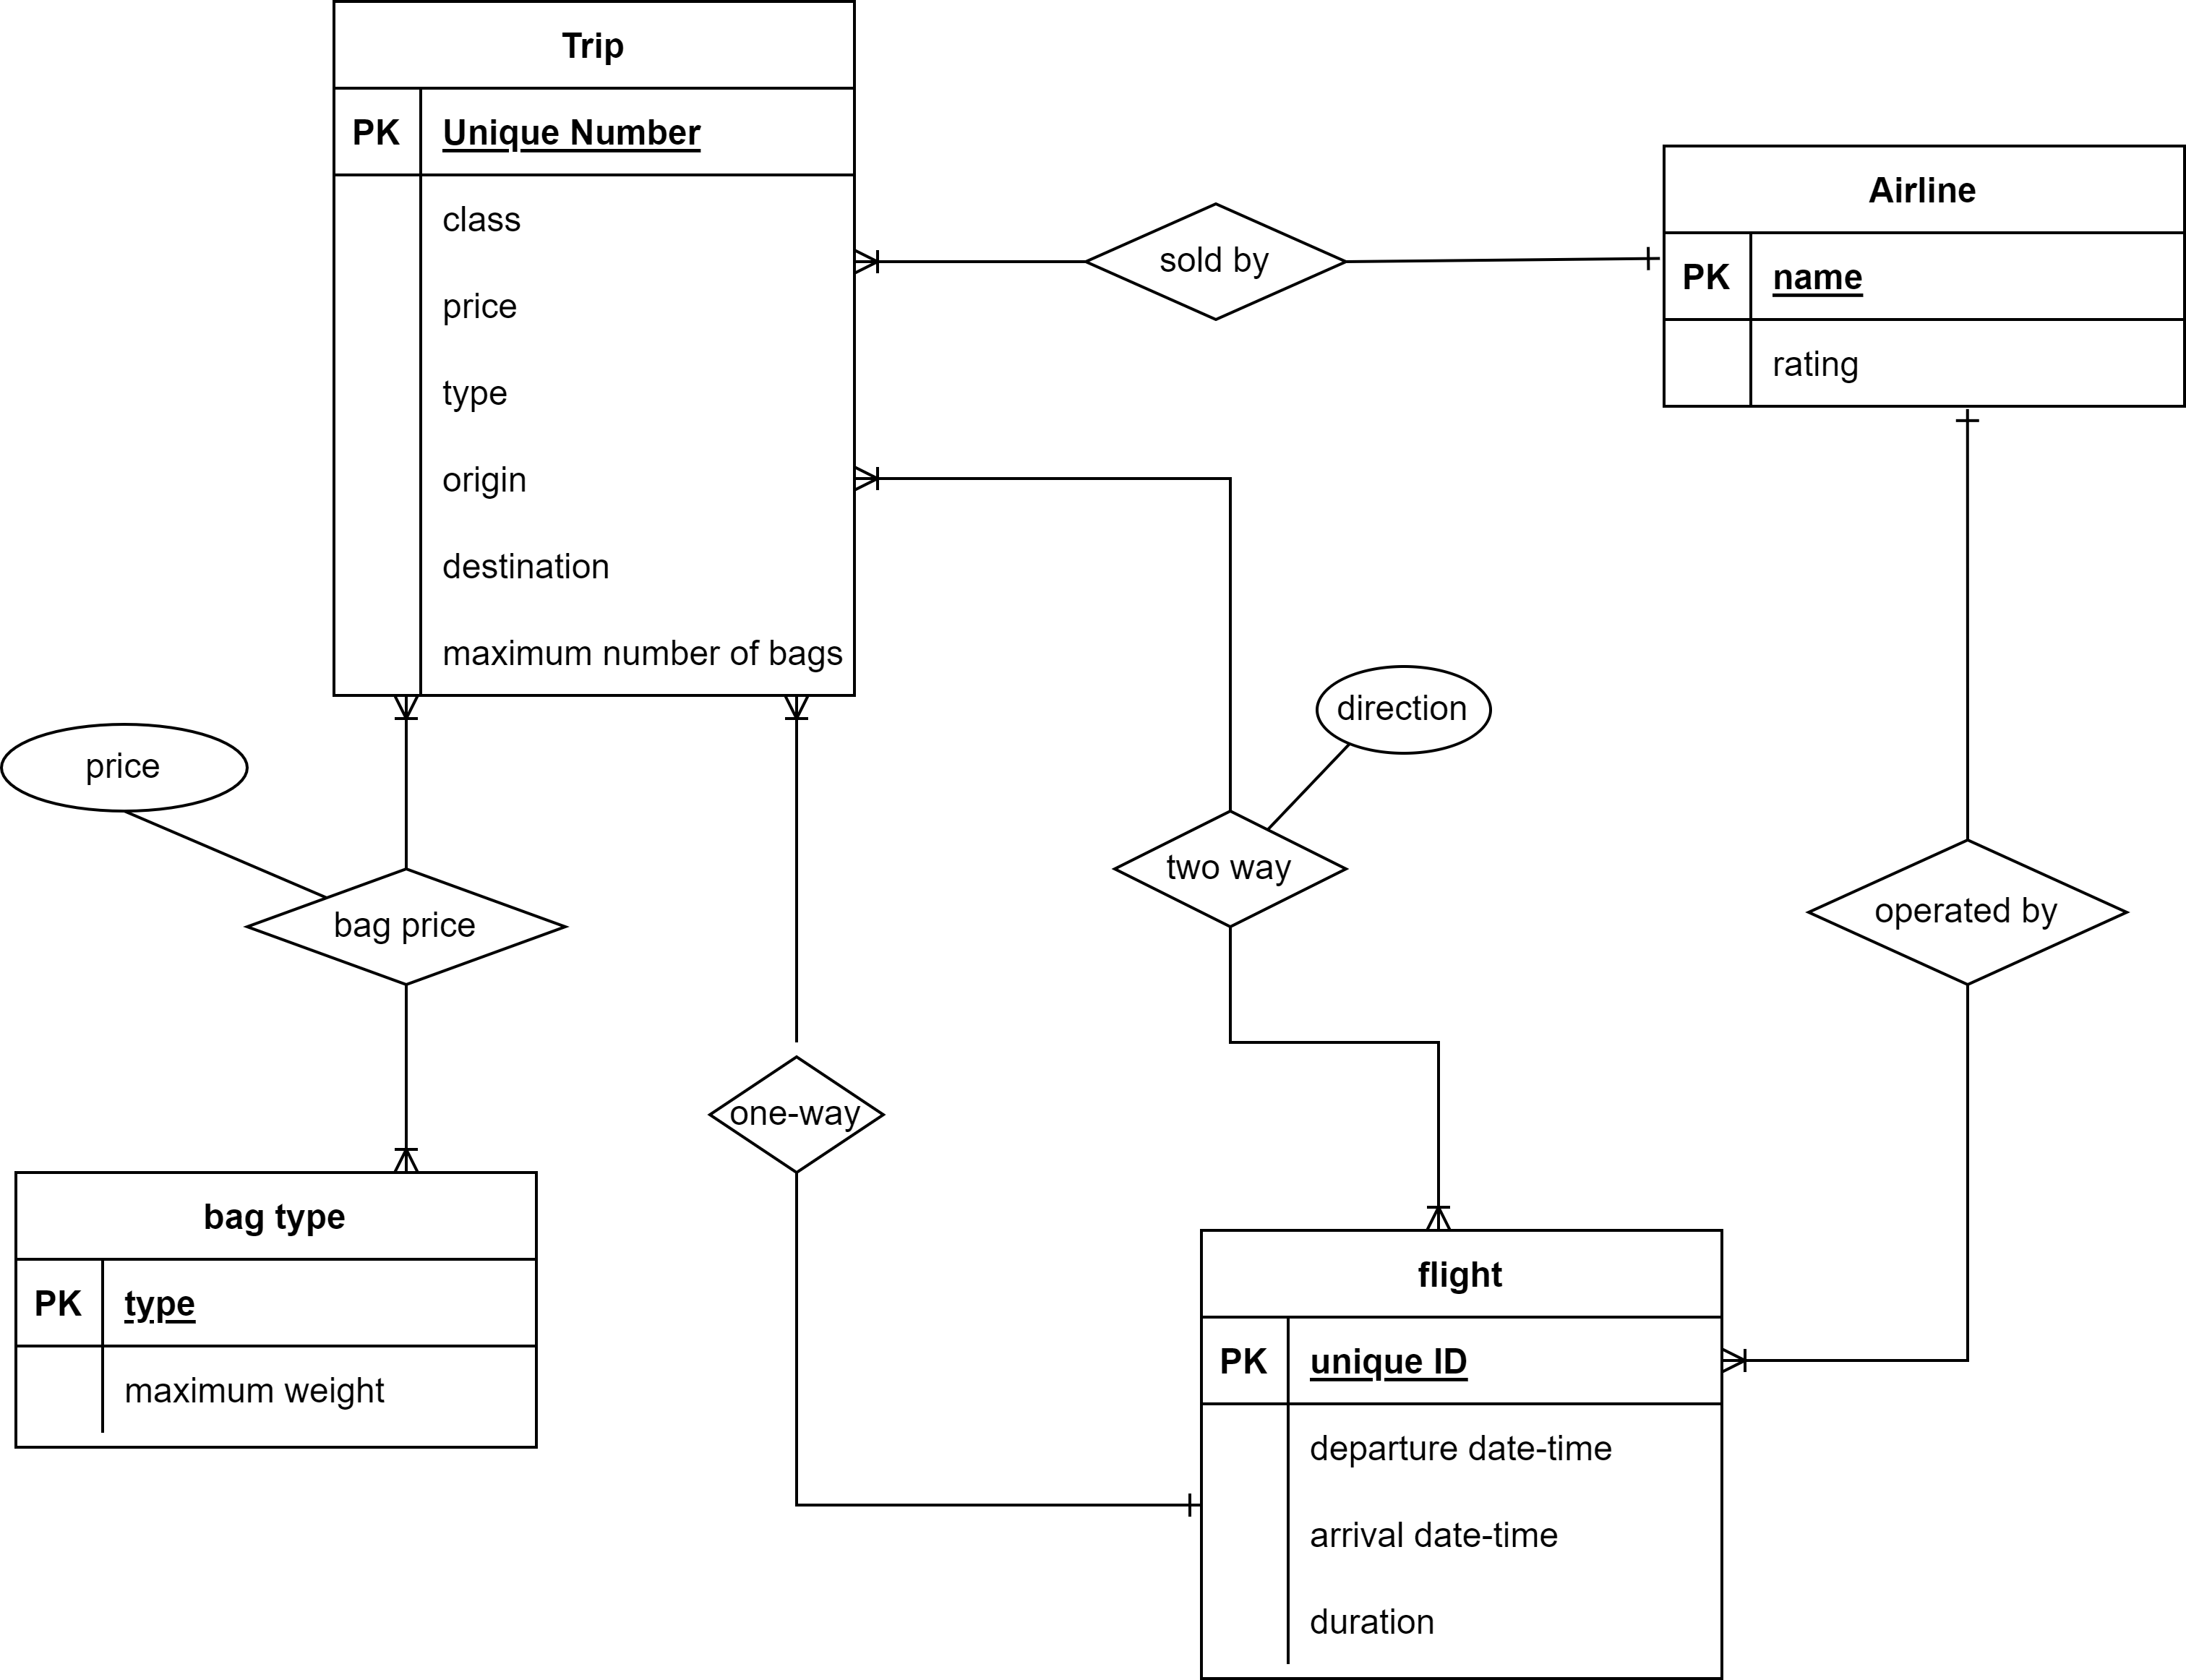 Trip
PK Unique Number
class
price
type
origin
destination
maximum number of bags
sold by
Airline
PK name
rating
price
direction
bag price
two way
operated by
one-way
bag type
PK type
maximum weight
flight
PK unique ID
departure date-time
arrival date-time
duration